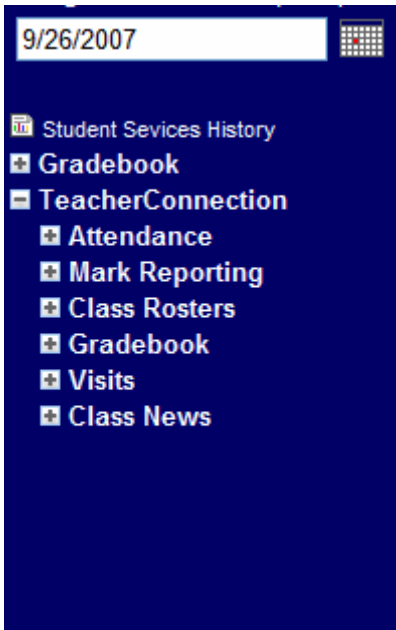 9/26/2007
Student Sevices History
Gradebook
TeacherConnection
Attendance
Mark Reporting
Class Rosters
Gradebook
Visits
Class News